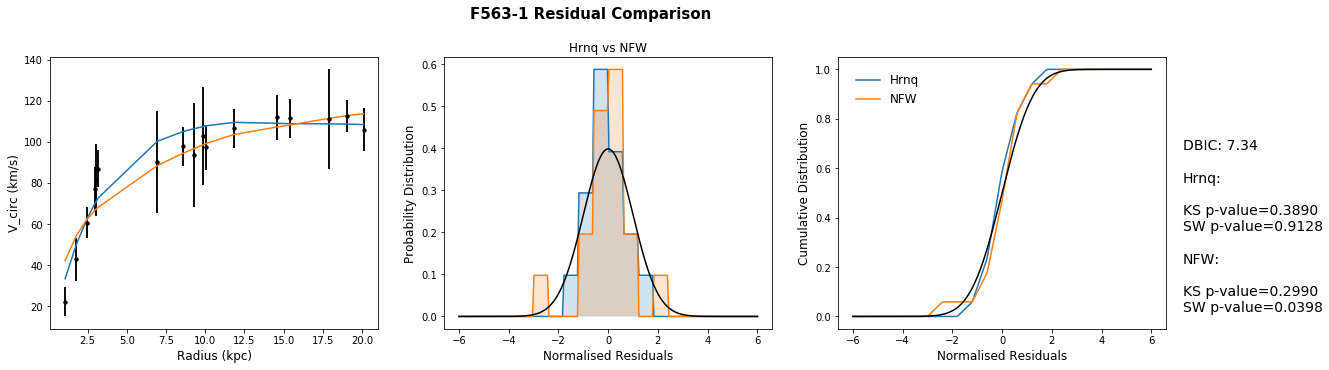 F563-1 Residual Comparison
140
120
100
80
60
40
20
V_circ (km/s)
2.5 5.0 7.5 10.0 12.5 15.0 17.5 20.0
Radius (kpc)
Hrnq vs NFW
0.6
0.5
0.4
0.3
0.2
0.1
0.0
Probability Distribution
−6 −4 −2 0 2 4 6
Normalised Residuals
1.0
0.8
0.6
0.4
0.2
0.0
Cumulative Distribution
Hrnq
NFW
−6 −4 −2 0 2 4 6
Normalised Residuals
DBIC: 7.34
Hrnq:
KS p-value=0.3890
SW p-value=0.9128
NFW:
KS p-value=0.2990
SW p-value=0.0398